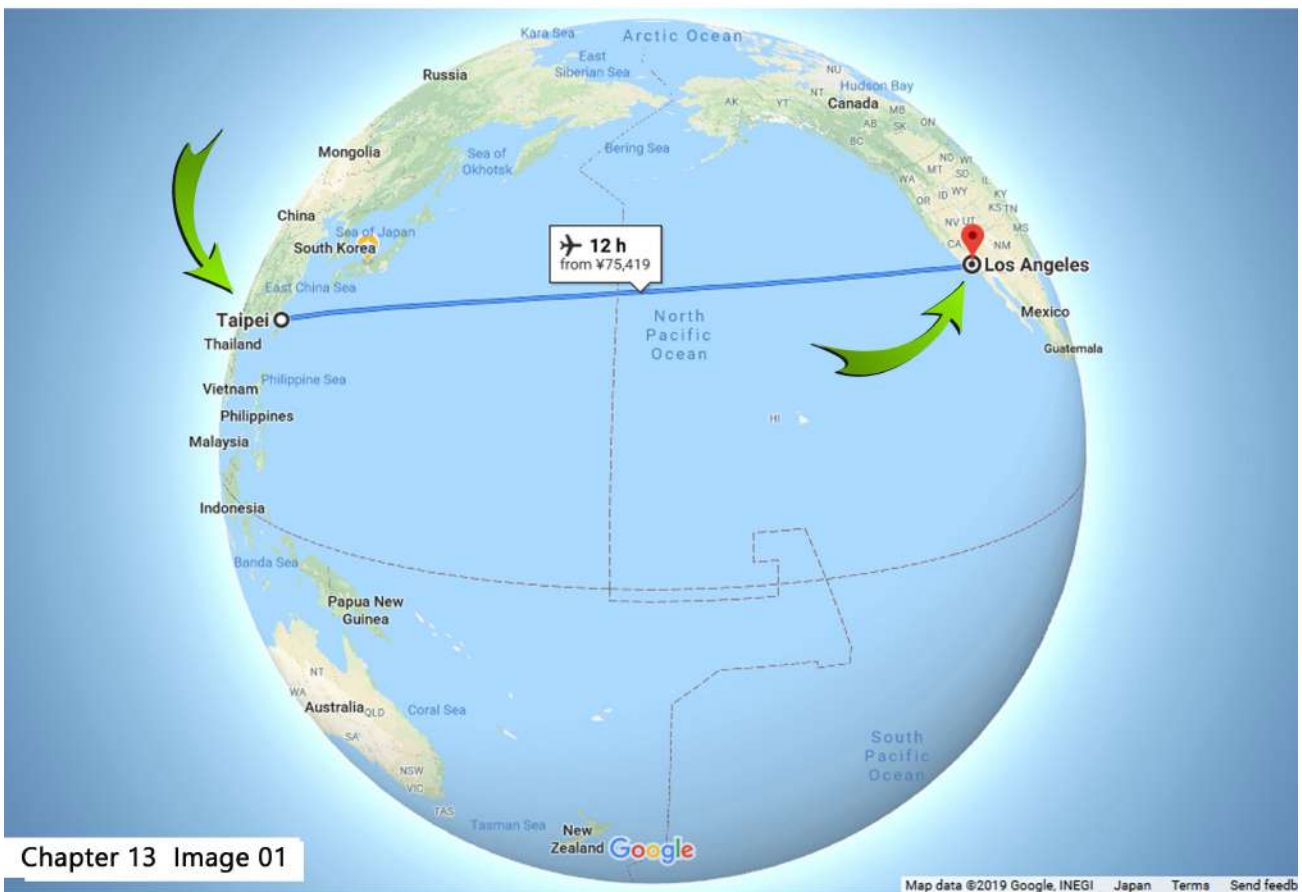 Kara Sea
Arctic Ocean
East
Siberian Sea
Russia
NU
Hudson Bay
AK
YT
NT
Canada
MB
AB
SK
ON
BC
Mongolia
Sea of
Okhotsk
Bering Sea
WA
MT
ND
WI
SD
OR
ID
WY
IL
KY
China
Sea of Japan
South Korea
NV
UT
KS
TN
MS
CA
NM
12 h
from ¥75,419
Los Angeles
East China Sea
Taipei
Thailand
North
Pacific
Ocean
Mexico
Guatemala
Vietnam
Philippine Sea
Philippines
HI
Malaysia
Indonesia
Banda Sea
Papua New
Guinea
NT
WA
Australia
QLD
Coral Sea
SA
South
Pacific
Ocean
NSW
VIC
TAS
Tasman Sea
New
Zealand
Google
Chapter 13 Image 01
Map data ©2019 Google, INEGI Japan Terms Send feedb